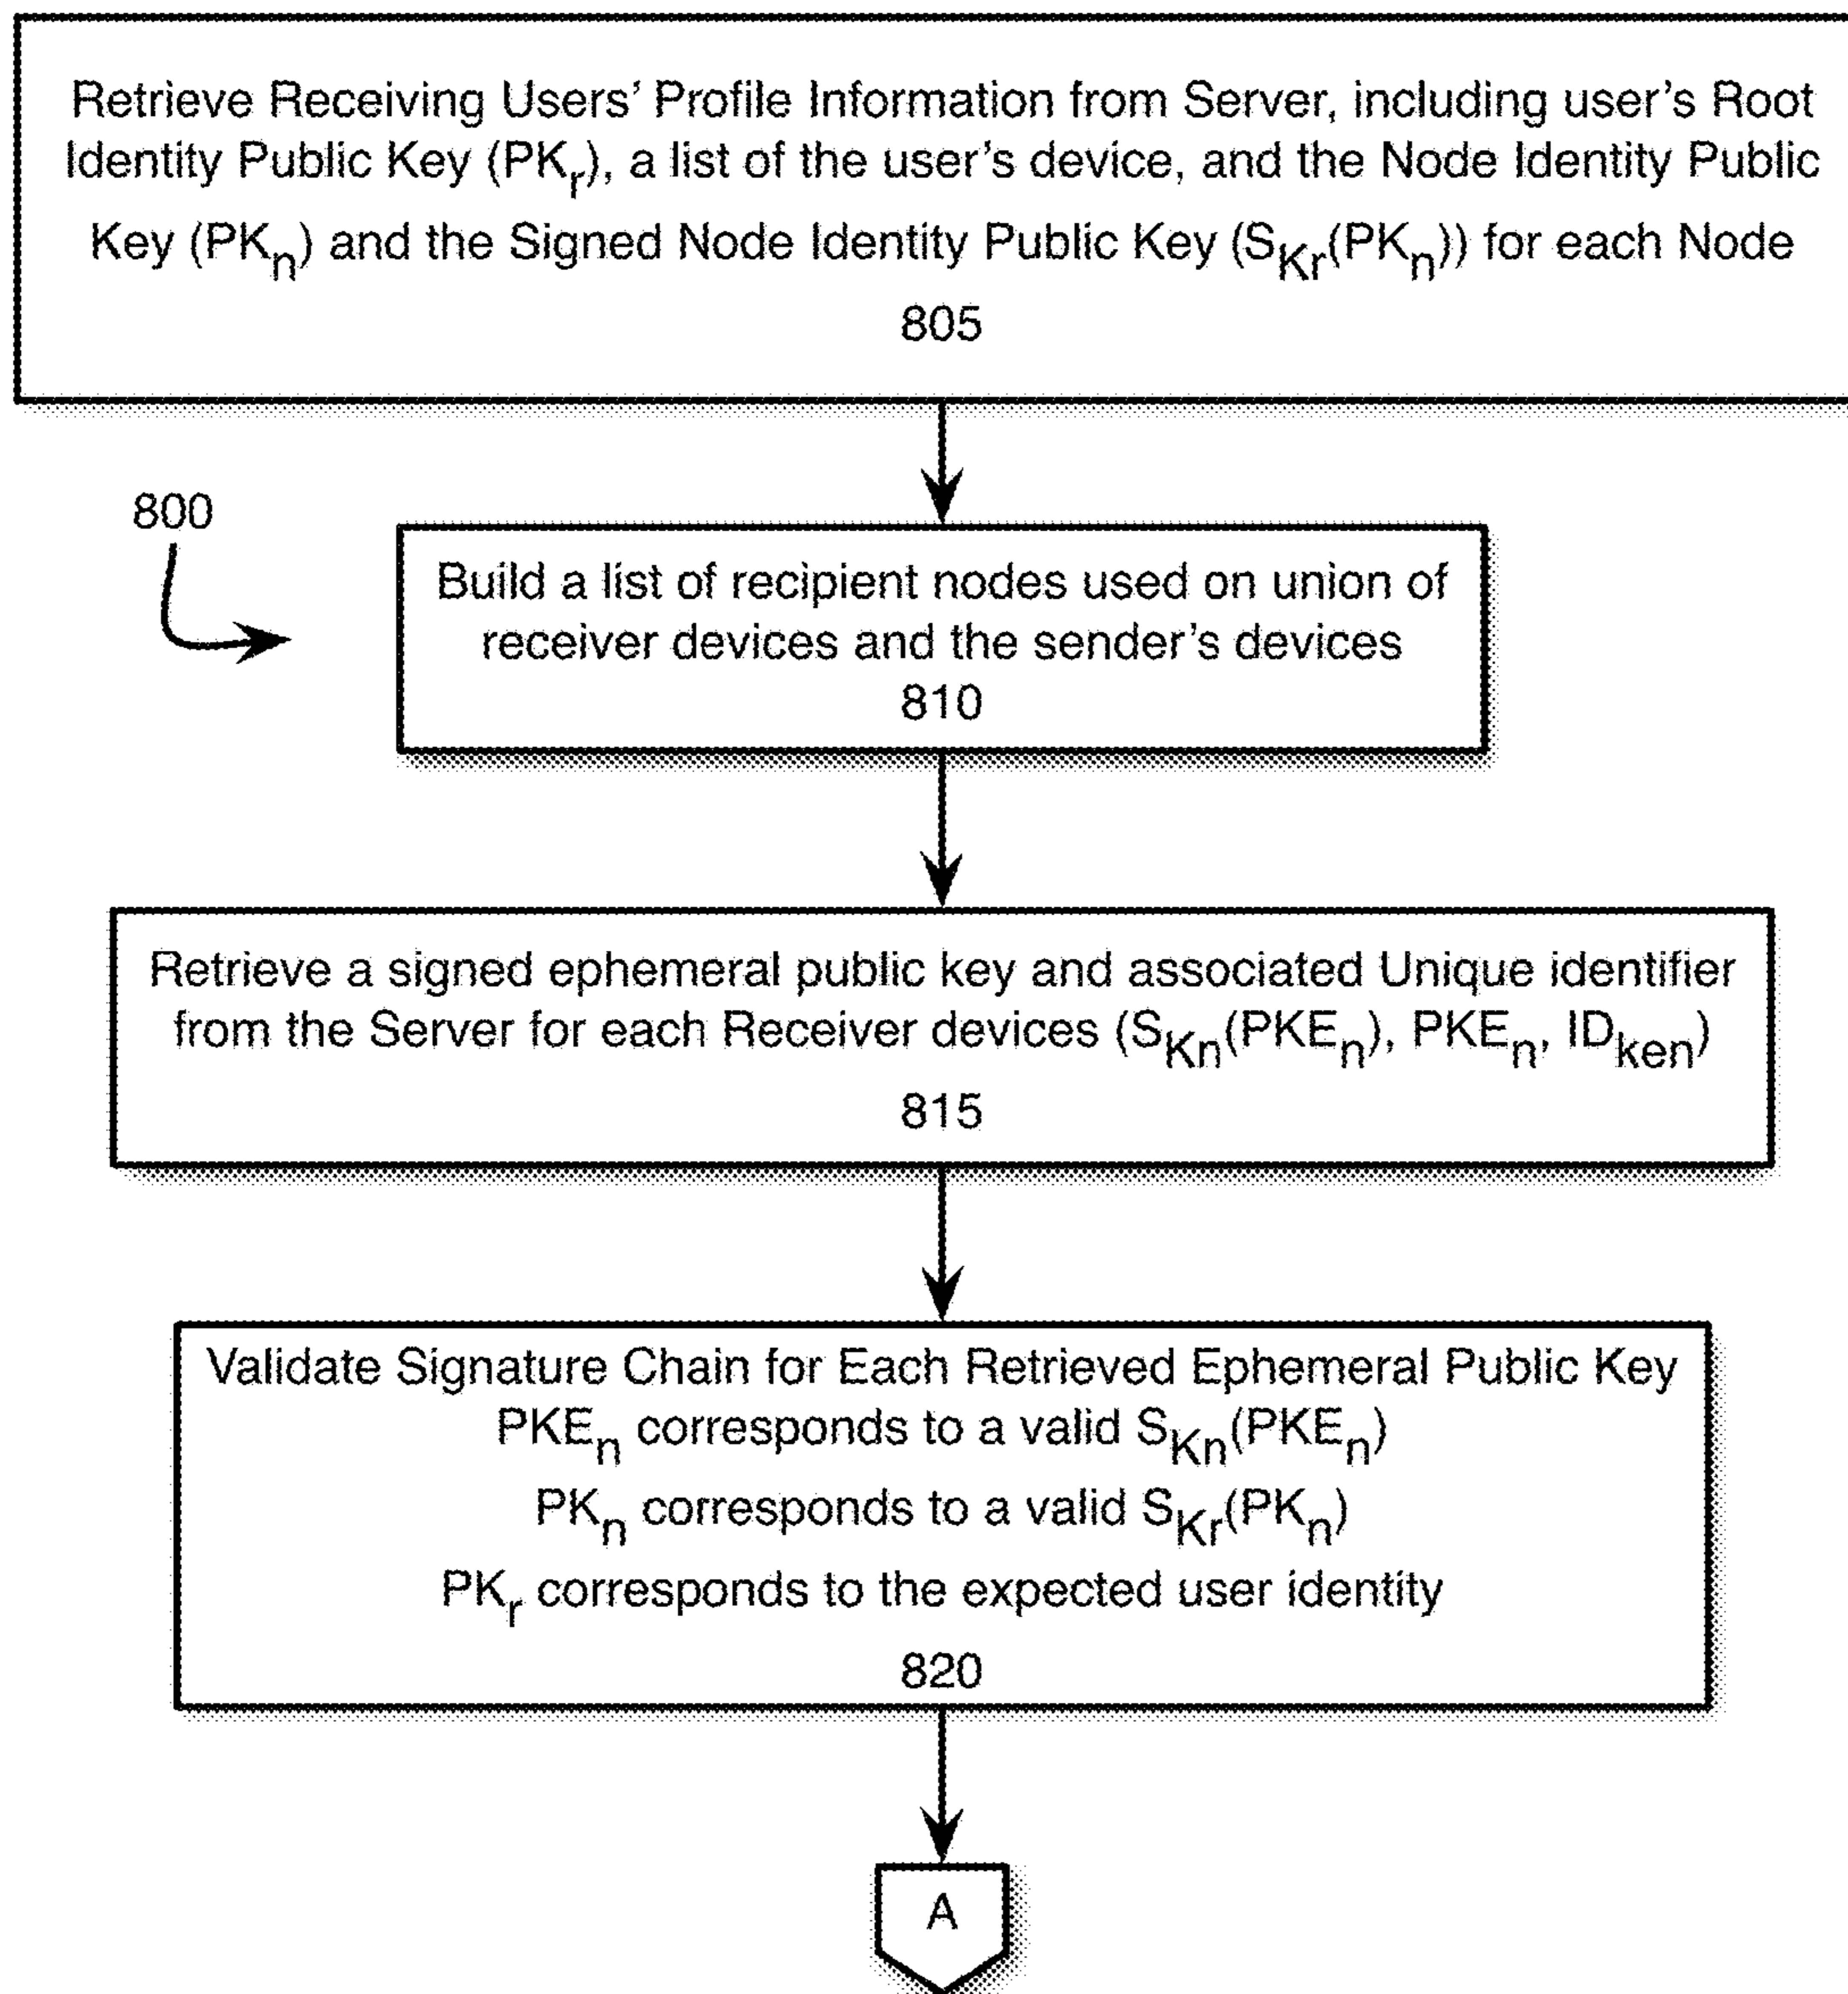 Retrieve Receiving Users' Profile Information from Server, including user's Root
Identity Public Key (PKr), a list of the user's device, and the Node Identity Public
Key (PKn) and the Signed Node Identity Public Key (SKr(PKn)) for each Node
805
800
Build a list of recipient nodes used on union of
receiver devices and the sender's devices
810
Retrieve a signed ephemeral public key and associated Unique identifier
from the Server for each Receiver devices (SKn(PKEn), PKEn, IDken)
815
Validate Signature Chain for Each Retrieved Ephemeral Public Key
PKEn corresponds to a valid SKn(PKEn)
PKn corresponds to a valid SKr(PKn)
PKr corresponds to the expected user identity
820
A